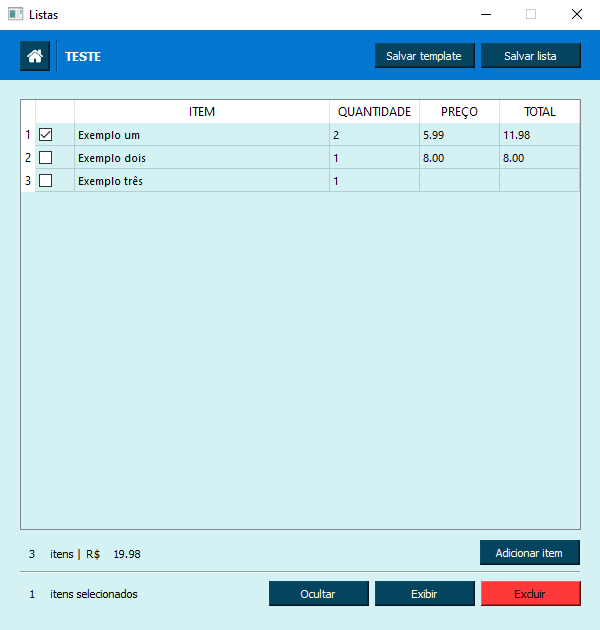 Listas
TESTE Salvar template Salvar lista
ITEM QUANTIDADE PREÇO TOTAL
1 Exemplo um 2 5.99 11.98
2 Exemplo dois 1 8.00 8.00
3 Exemplo três 1
3 itens | R$ 19.98 Adicionar item
1 itens selecionados Ocultar Exibir Excluir